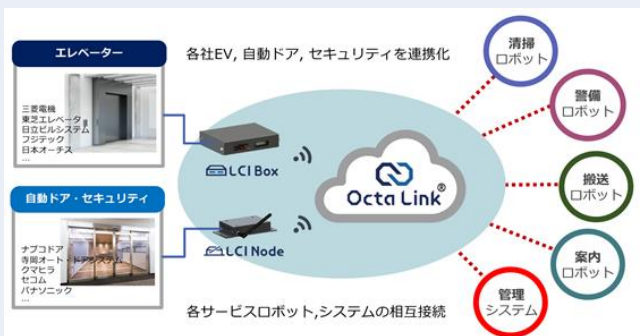 エレベーター
各社EV, 自動ドア, セキュリティを連携化
三菱電機
東芝エレベータ
日立ビルシステム
フジテック
日本オーチス
...
LCI Box
自動ドア・セキュリティ
ナブコドア
寺岡オート・ドアシステム
クマヒラ
セコム
パナソニック
...
LCI Node
Octa Link®
各サービスロボット,システムの相互接続
清掃
ロボット
警備
ロボット
搬送
ロボット
案内
ロボット
管理
システム